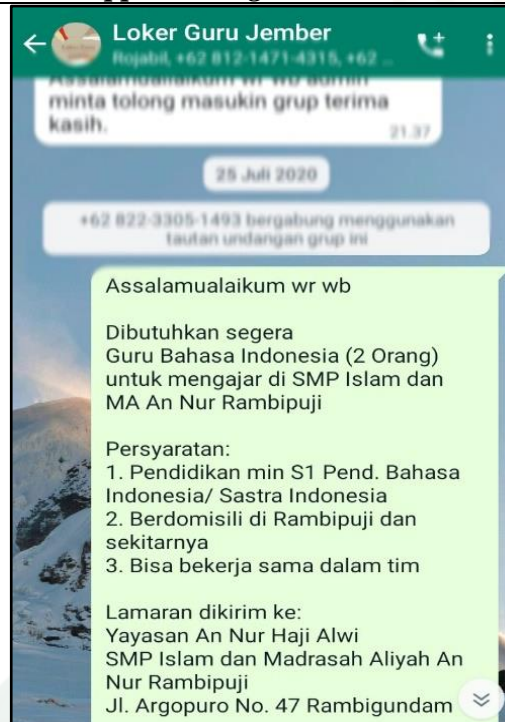 Loker Guru Jember
Rojabil, +62 812-1471-4315, +62 ...
Assalamualaikum wr wb admin
minta tolong masukin grup terima
kasih.
21.37
25 Juli 2020
+62 822-3305-1493 bergabung menggunakan
tautan undangan grup ini
Assalamualaikum wr wb
Dibutuhkan segera
Guru Bahasa Indonesia (2 Orang)
untuk mengajar di SMP Islam dan
MA An Nur Rambipuji
Persyaratan:
1. Pendidikan min S1 Pend. Bahasa
Indonesia/ Sastra Indonesia
2. Berdomisili di Rambipuji dan
sekitarnya
3. Bisa bekerja sama dalam tim
Lamaran dikirim ke:
Yayasan An Nur Haji Alwi
SMP Islam dan Madrasah Aliyah An
Nur Rambipuji
Jl. Argopuro No. 47 Rambigundam